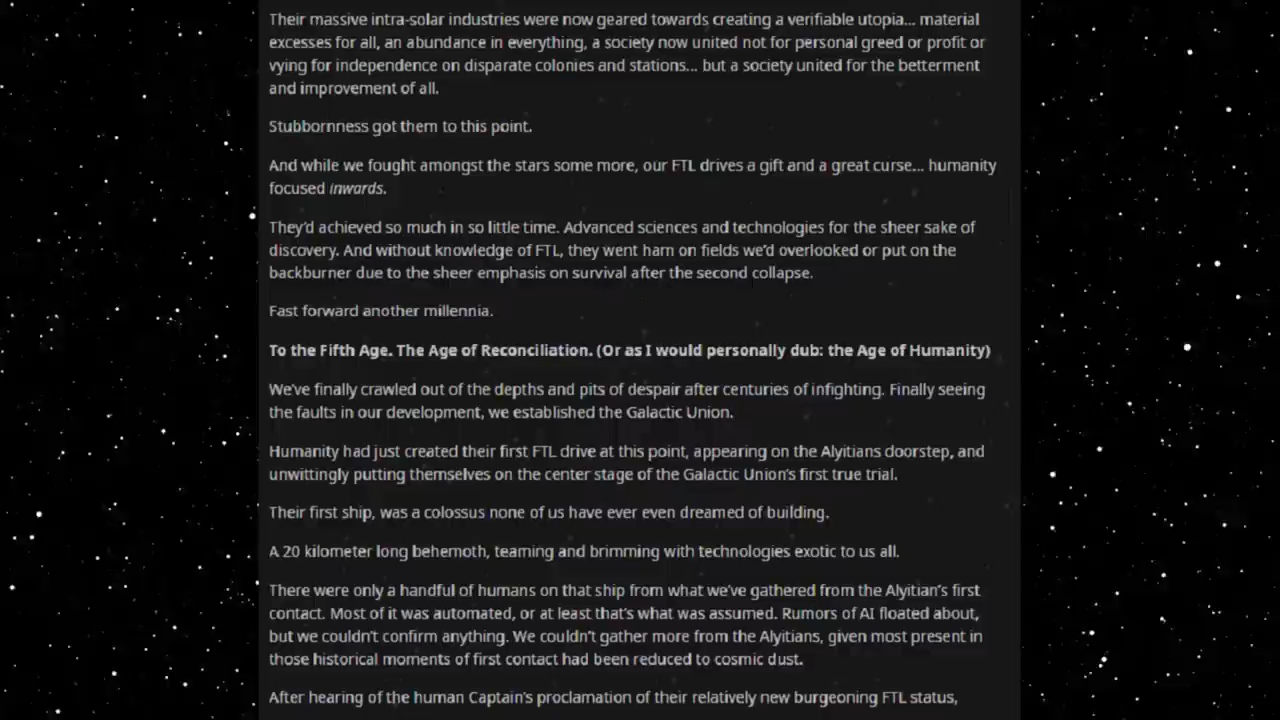 Their massive intra-solar industries were now geared towards creating a verifiable utopia... material
excesses for all, an abundance in everything, a society now united not for personal greed or profit or
vying for independence on disparate colonies and stations... but a society united for the betterment
and improvement of all.
Stubbornness got them to this point.
And while we fought amongst the stars some more, our FTL drives a gift and a great curse... humanity
focused inwards.
They'd achieved so much in so little time. Advanced sciences and technologies for the sheer sake of
discovery. And without knowledge of FTL, they went ham on fields we'd overlooked or put on the
backburner due to the sheer emphasis on survival after the second collapse.
Fast forward another millennia.
To the Fifth Age. The Age of Reconciliation. (Or as I would personally dub: the Age of Humanity)
We've finally crawled out of the depths and pits of despair after centuries of infighting. Finally seeing
the faults in our development, we established the Galactic Union.
Humanity had just created their first FTL drive at this point, appearing on the Alyitians doorstep, and
unwittingly putting themselves on the center stage of the Galactic Union's first true trial.
Their first ship, was a colossus none of us have ever even dreamed of building.
A 20 kilometer long behemoth, teaming and brimming with technologies exotic to us all.
There were only a handful of humans on that ship from what we've gathered from the Alyitian's first
contact. Most of it was automated, or at least that's what was assumed. Rumors of AI floated about,
but we couldn't confirm anything. We couldn't gather more from the Alyitians, given most present in
those historical moments of first contact had been reduced to cosmic dust.
After hearing of the human Captain's proclamation of their relatively new burgeoning FTL status,